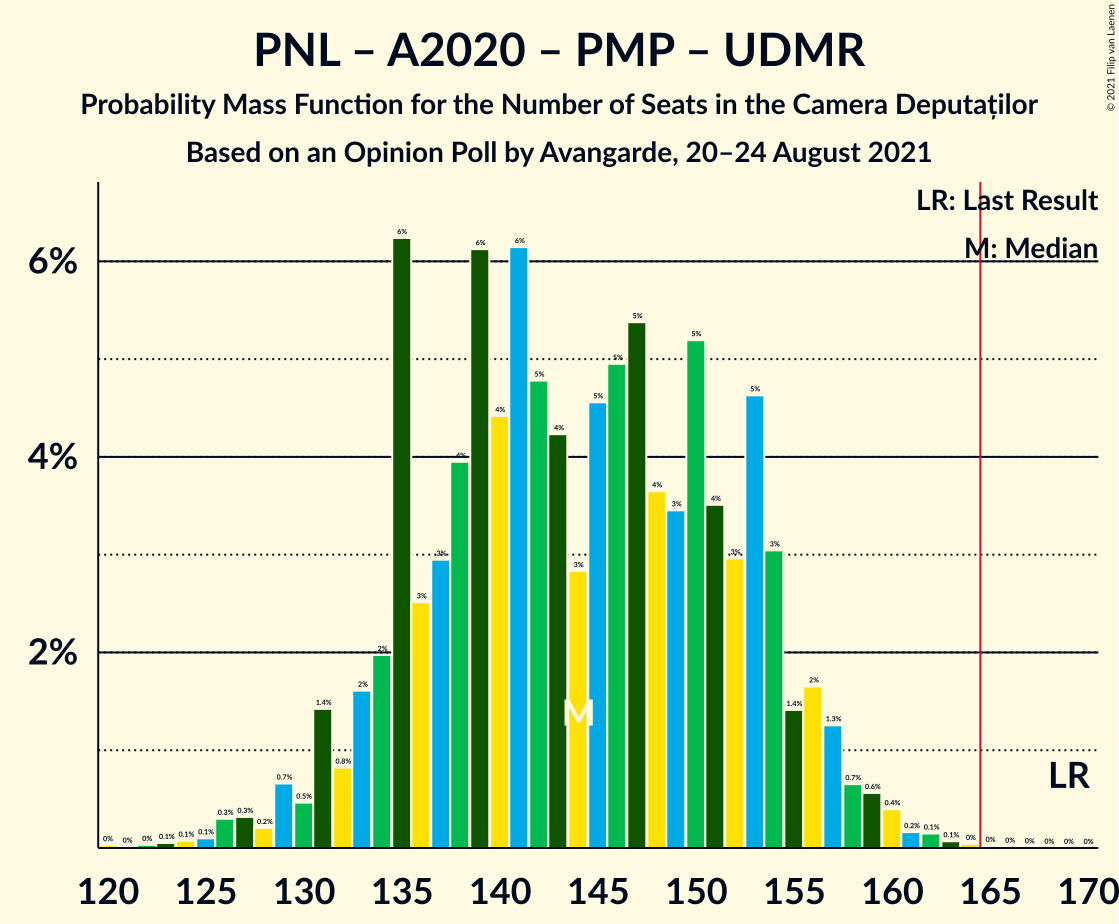 PNL – A2020 – PMP – UDMR
Probability Mass Function for the Number of Seats in the Camera Deputaților
Based on an Opinion Poll by Avangarde, 20–24 August 2021
© 2021 Filip van Laenen
LR: Last Result
M: Median
6%
4%
2%
0% 0% 0% 0.1% 0.1% 0.1% 0.3% 0.3% 0.2% 0.7% 0.5% 1.4% 0.8% 2% 2% 6% 3% 3% 4% 6% 4% 6% 5% 4% 3% 5% 5% 5% 4% 3% 5% 4% 3% 5% 3% 1.4% 2% 1.3% 0.7% 0.6% 0.4% 0.2% 0.1% 0.1% 0% 0% 0% 0% 0% 0% 0%
M
LR
120 125 130 135 140 145 150 155 160 165 170